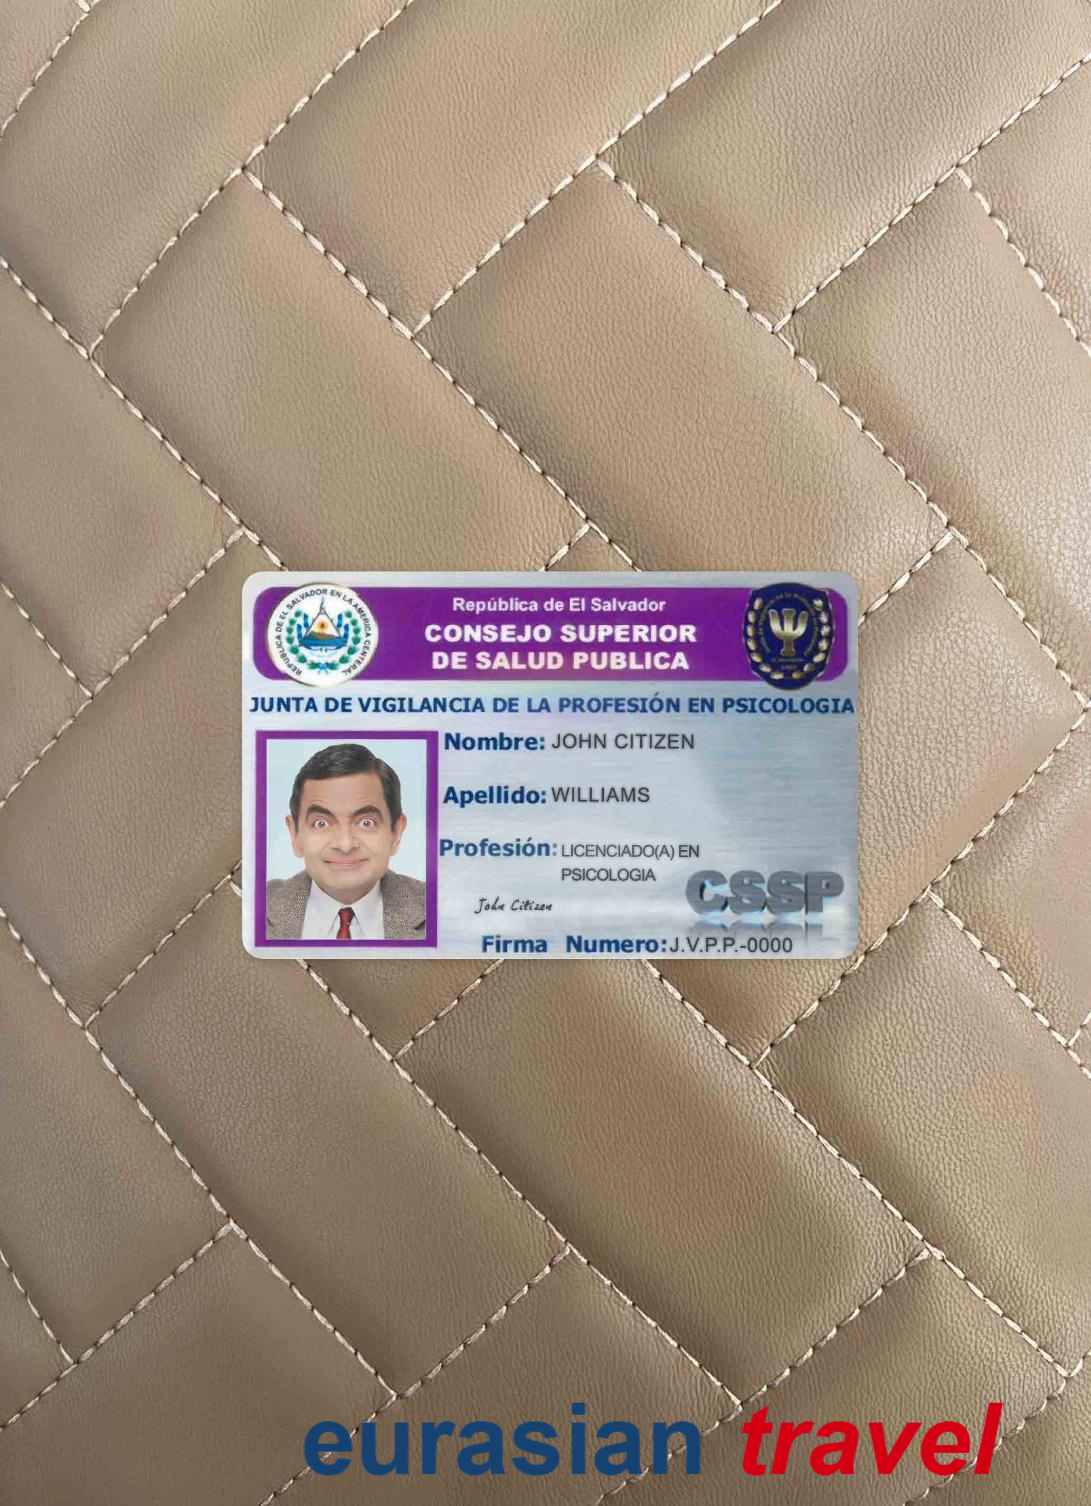 República de El Salvador
CONSEJO SUPERIOR
DE SALUD PUBLICA
REPUBLICA DE EL SALVADOR EN LA AMERICA CENTRAL
JUNTA DE VIGILANCIA DE LA PROFESIÓN EN PSICOLOGIA
Nombre: JOHN CITIZEN
Apellido: WILLIAMS
Profesión: LICENCIADO(A) EN
PSICOLOGIA
CSSP
John Citizen
Firma Numero: J.V.P.P.-0000
eurasian travel